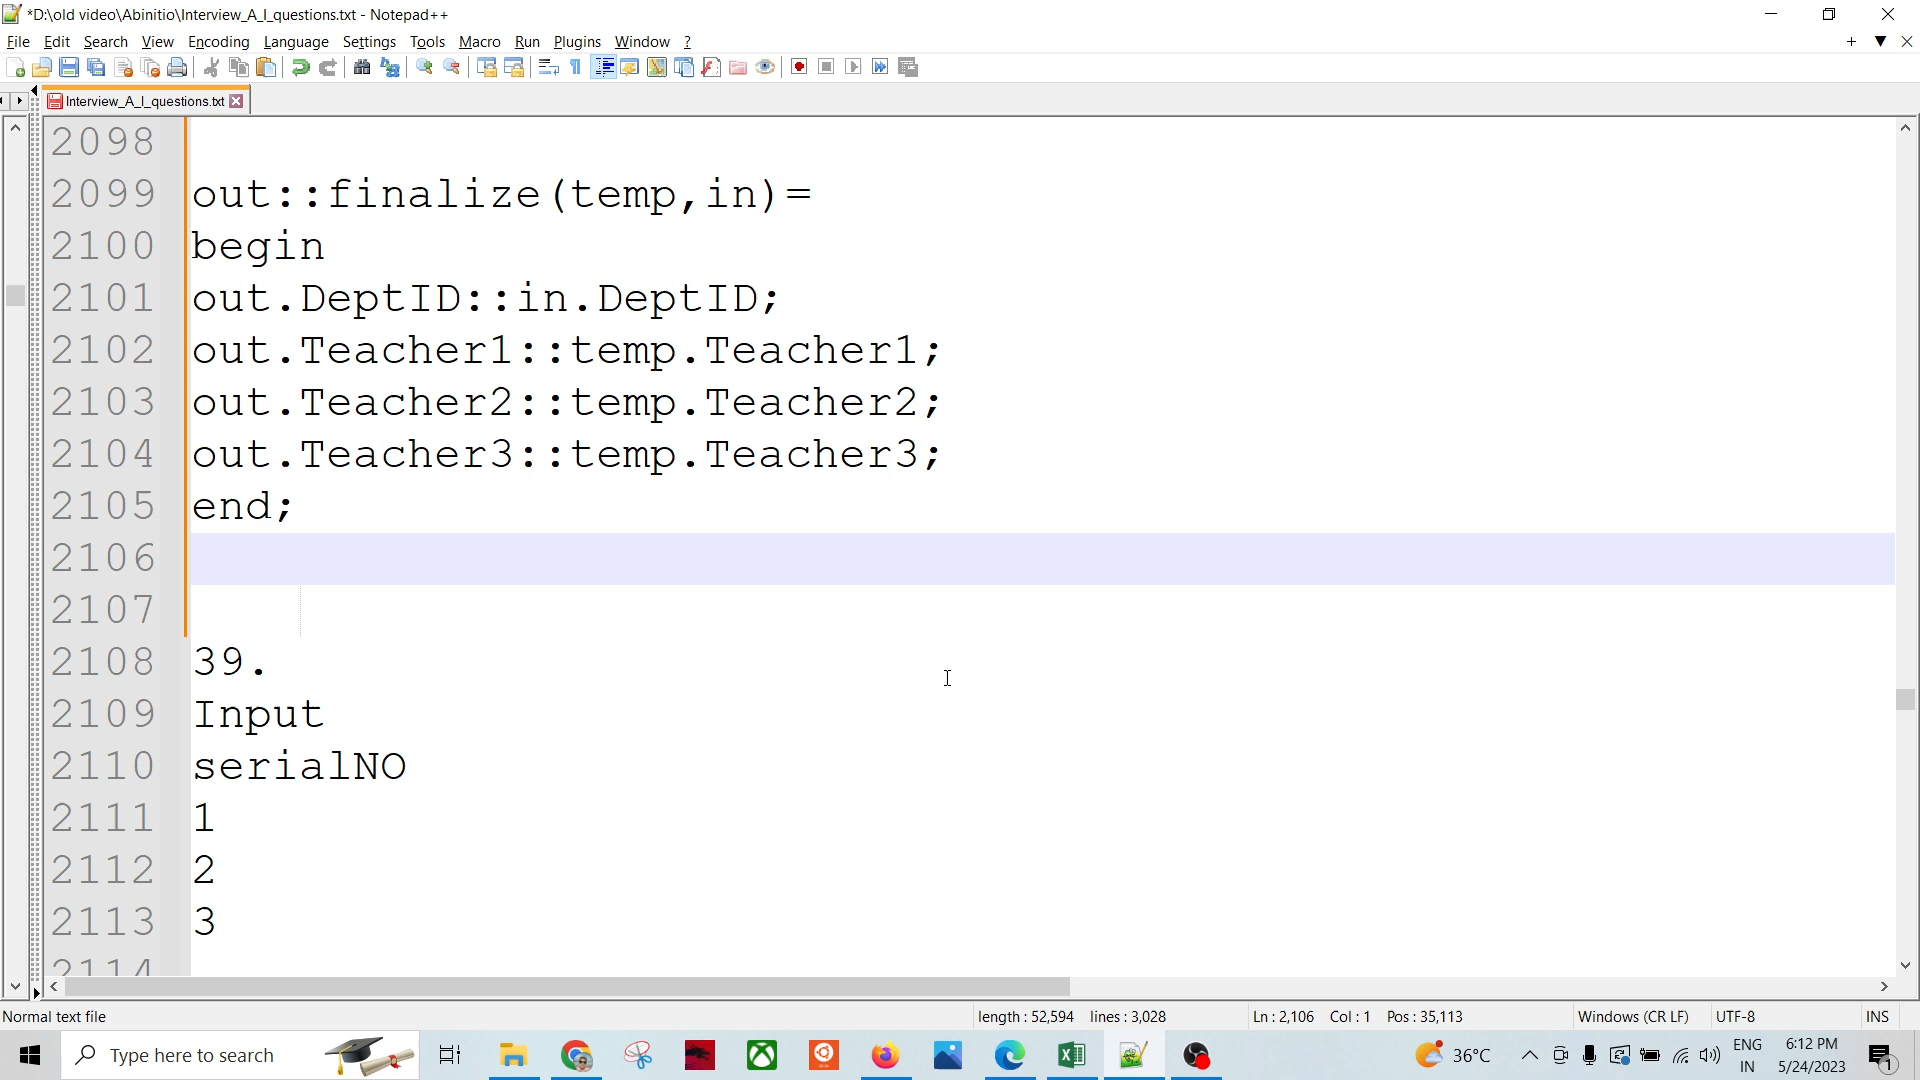 *D:\old video\Abinitio\Interview_A_I_questions.txt - Notepad++
File Edit Search View Encoding Language Settings Tools Macro Run Plugins Window ?
Interview_A_I_questions.txt
2098
2099 out::finalize(temp,in)=
2100 begin
2101 out.DeptID::in.DeptID;
2102 out.Teacher1::temp.Teacher1;
2103 out.Teacher2::temp.Teacher2;
2104 out.Teacher3::temp.Teacher3;
2105 end;
2106
2107
2108 39.
2109 Input
2110 serialNO
2111 1
2112 2
2113 3
2114
Normal text file length : 52,594 lines : 3,028 Ln : 2,106 Col : 1 Pos : 35,113 Windows (CR LF) UTF-8 INS
Type here to search 36°C ENG IN 6:12 PM 5/24/2023 1